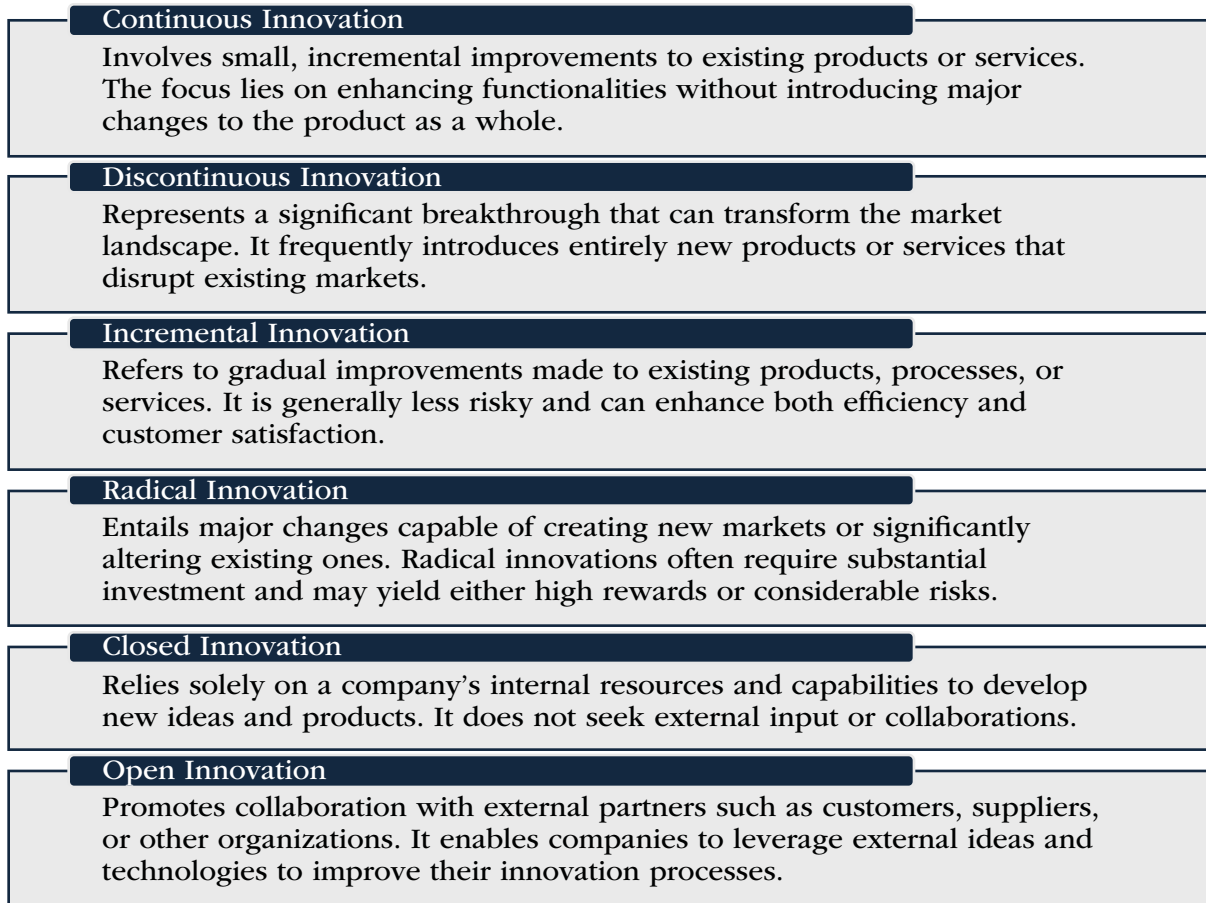 Continuous Innovation
Involves small, incremental improvements to existing products or services.
The focus lies on enhancing functionalities without introducing major
changes to the product as a whole.
Discontinuous Innovation
Represents a significant breakthrough that can transform the market
landscape. It frequently introduces entirely new products or services that
disrupt existing markets.
Incremental Innovation
Refers to gradual improvements made to existing products, processes, or
services. It is generally less risky and can enhance both efficiency and
customer satisfaction.
Radical Innovation
Entails major changes capable of creating new markets or significantly
altering existing ones. Radical innovations often require substantial
investment and may yield either high rewards or considerable risks.
Closed Innovation
Relies solely on a company’s internal resources and capabilities to develop
new ideas and products. It does not seek external input or collaborations.
Open Innovation
Promotes collaboration with external partners such as customers, suppliers,
or other organizations. It enables companies to leverage external ideas and
technologies to improve their innovation processes.